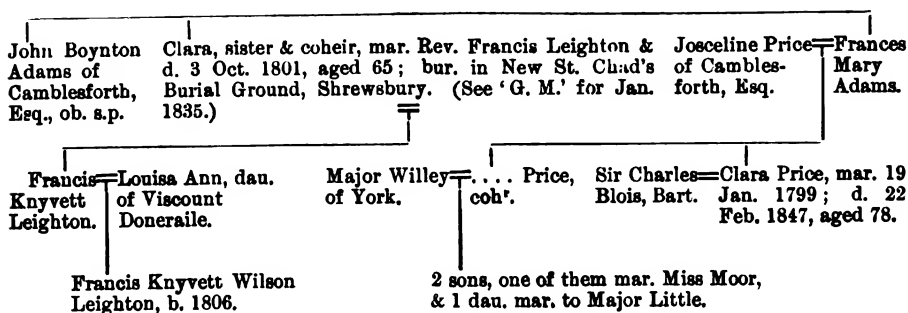 John Boynton
Adams of
Camblesforth,
Esq., ob. s.p.
Clara, sister & coheir, mar. Rev. Francis Leighton &
d. 3 Oct. 1801, aged 65; bur. in New St. Chad's
Burial Ground, Shrewsbury. (See 'G. M.' for Jan.
1835.)
Josceline Price
of Cambles-
forth, Esq.
Frances
Mary
Adams.
Francis
Knyvett
Leighton.
Louisa Ann, dau.
of Viscount
Doneraile.
Major Willey
of York.
.... Price,
cohr.
Sir Charles
Blois, Bart.
Clara Price, mar. 19
Jan. 1799; d. 22
Feb. 1847, aged 78.
Francis Knyvett Wilson
Leighton, b. 1806.
2 sons, one of them mar. Miss Moor,
& 1 dau. mar. to Major Little.